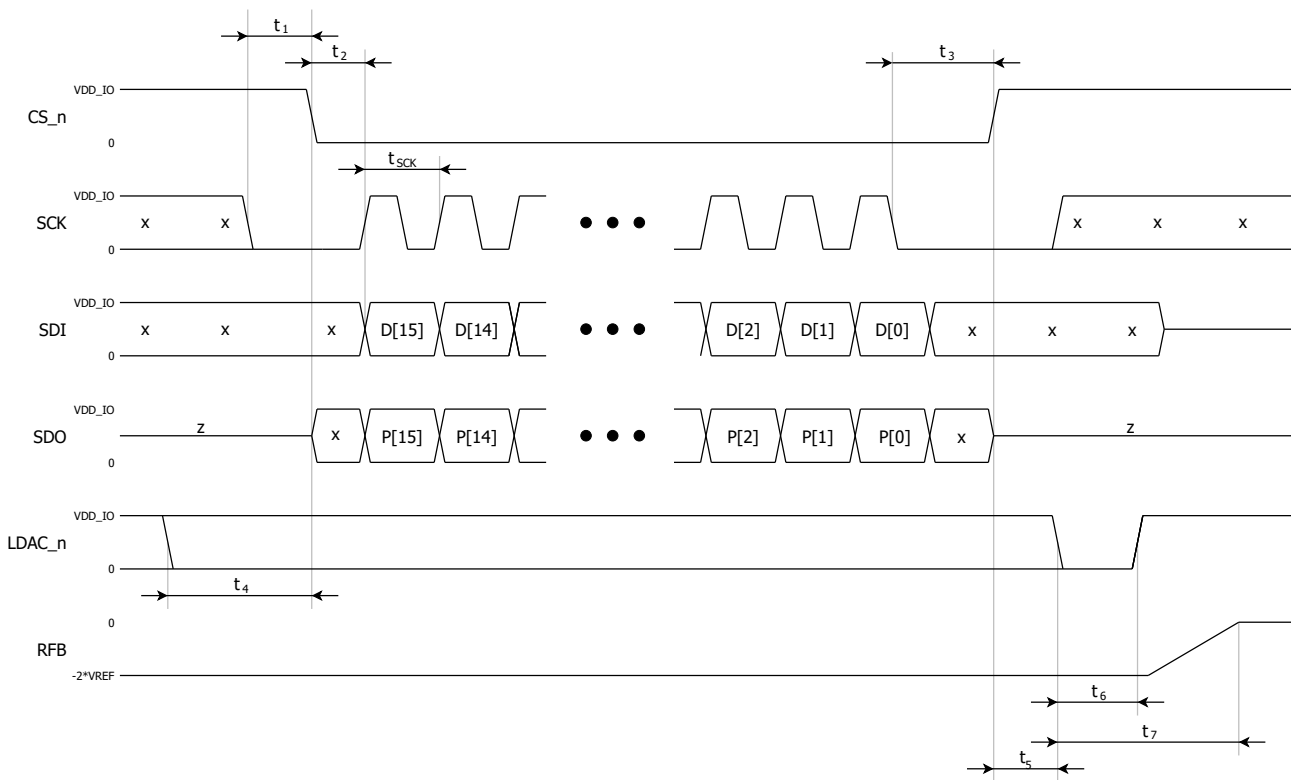 t1
t2
t3
VDD_IO
CS_n
0
tSCK
VDD_IO
SCK x x x x x
0
VDD_IO
SDI x x x D[15] D[14] D[2] D[1] D[0] x x x
0
VDD_IO
SDO z x P[15] P[14] P[2] P[1] P[0] x z
0
VDD_IO
LDAC_n
0
t4
0
RFB
-2*VREF
t6
t7
t5